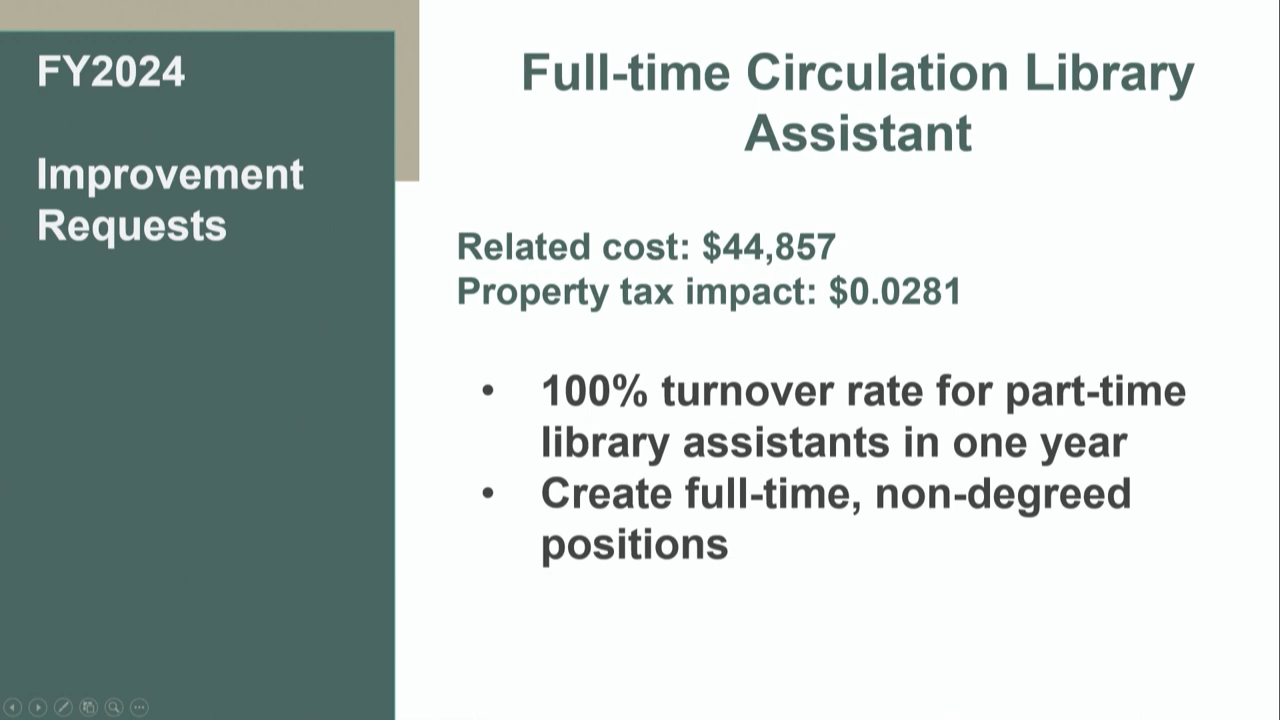 FY2024
Improvement
Requests
Full-time Circulation Library
Assistant
Related cost: $44,857
Property tax impact: $0.0281
• 100% turnover rate for part-time
library assistants in one year
• Create full-time, non-degreed
positions